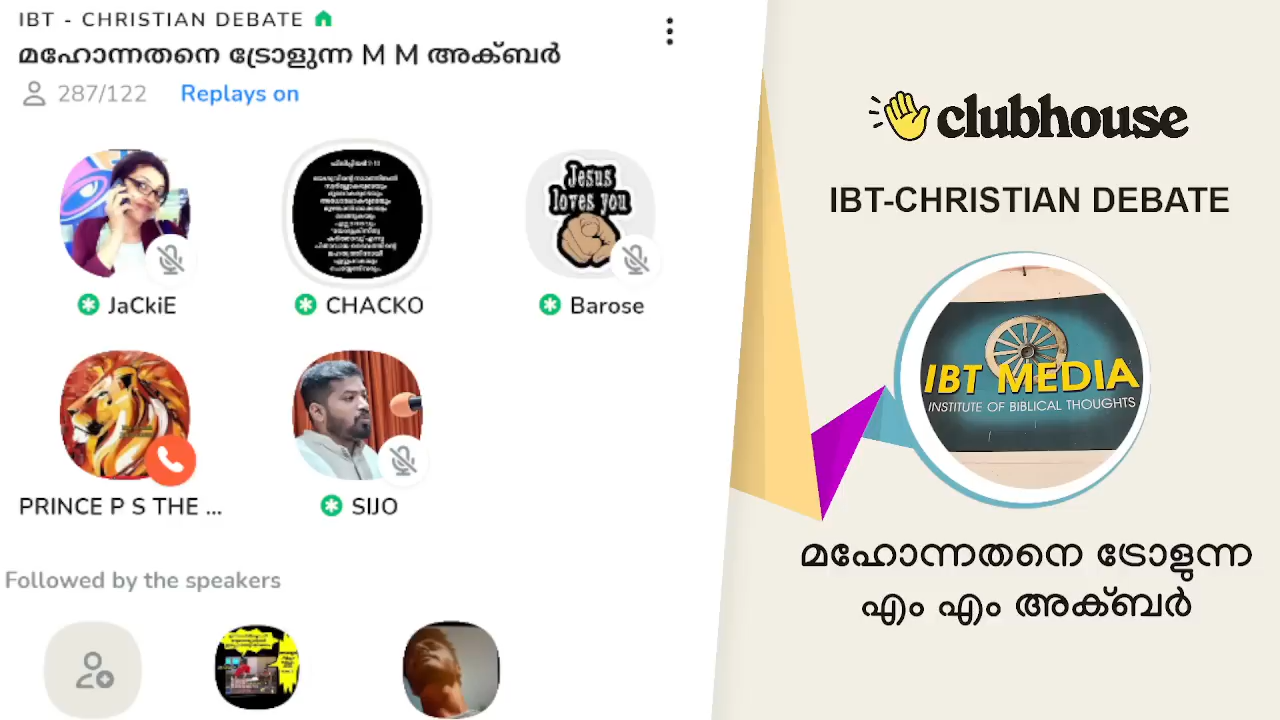 IBT - CHRISTIAN DEBATE
മഹോന്നതനെ ട്രോളുന്ന M M അക്ബർ
287/122 Replays on
Jesus
loves you
JaCkiE
CHACKO
Barose
PRINCE P S THE ...
SIJO
Followed by the speakers
clubhouse
IBT-CHRISTIAN DEBATE
IBT MEDIA
INSTITUTE OF BIBLICAL THOUGHTS
മഹോന്നതനെ ട്രോളുന്ന
എം എം അക്ബർ